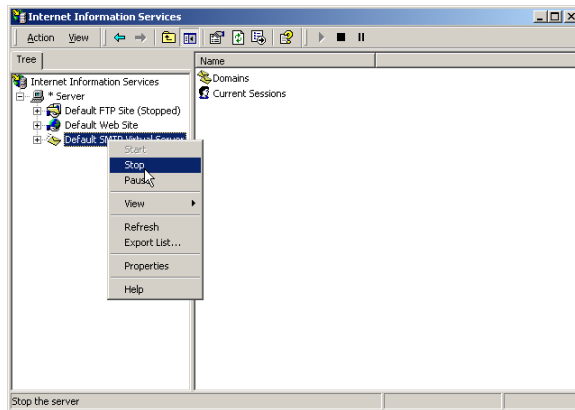 Internet Information Services
Action View
Tree
Name
Internet Information Services
* Server
Default FTP Site (Stopped)
Default Web Site
Default SMTP Virtual Server
Domains
Current Sessions
Start
Stop
Pause
View
Refresh
Export List...
Properties
Help
Stop the server